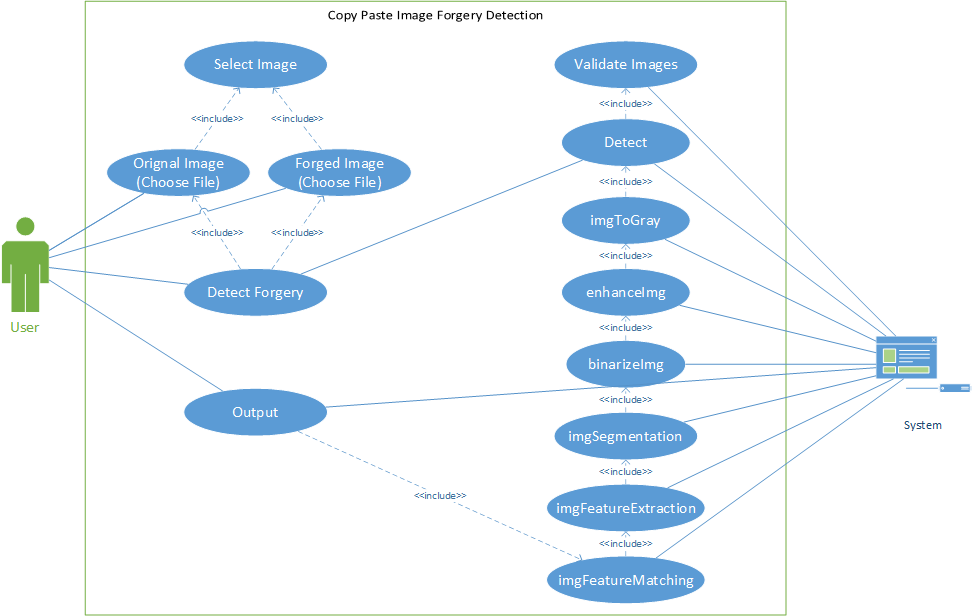 Copy Paste Image Forgery Detection
Select Image
Validate Images
<<include>>
<<include>>
<<include>>
Detect
Orignal Image
(Choose File)
Forged Image
(Choose File)
<<include>>
imgToGray
<<include>>
<<include>>
<<include>>
Detect Forgery
enhanceImg
User
<<include>>
binarizeImg
<<include>>
Output
System
imgSegmentation
<<include>>
<<include>>
imgFeatureExtraction
<<include>>
imgFeatureMatching